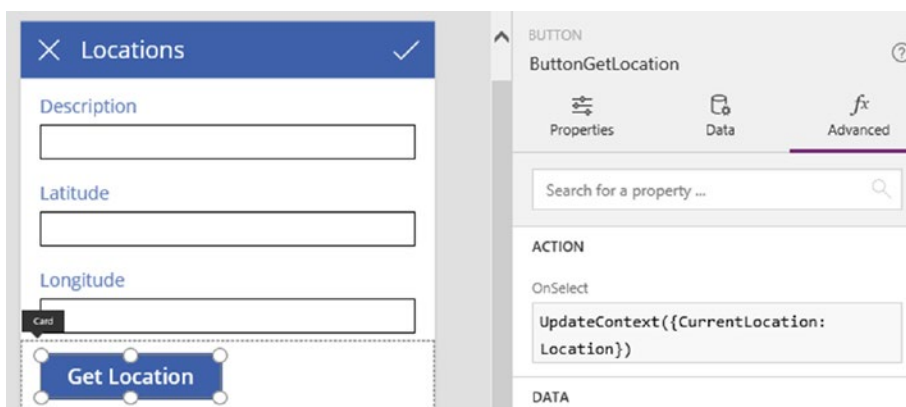 Locations
Description
Latitude
Longitude
Card
Get Location
BUTTON
ButtonGetLocation
?
Properties
Data
fx
Advanced
Search for a property ...
ACTION
OnSelect
UpdateContext({CurrentLocation:
Location})
DATA